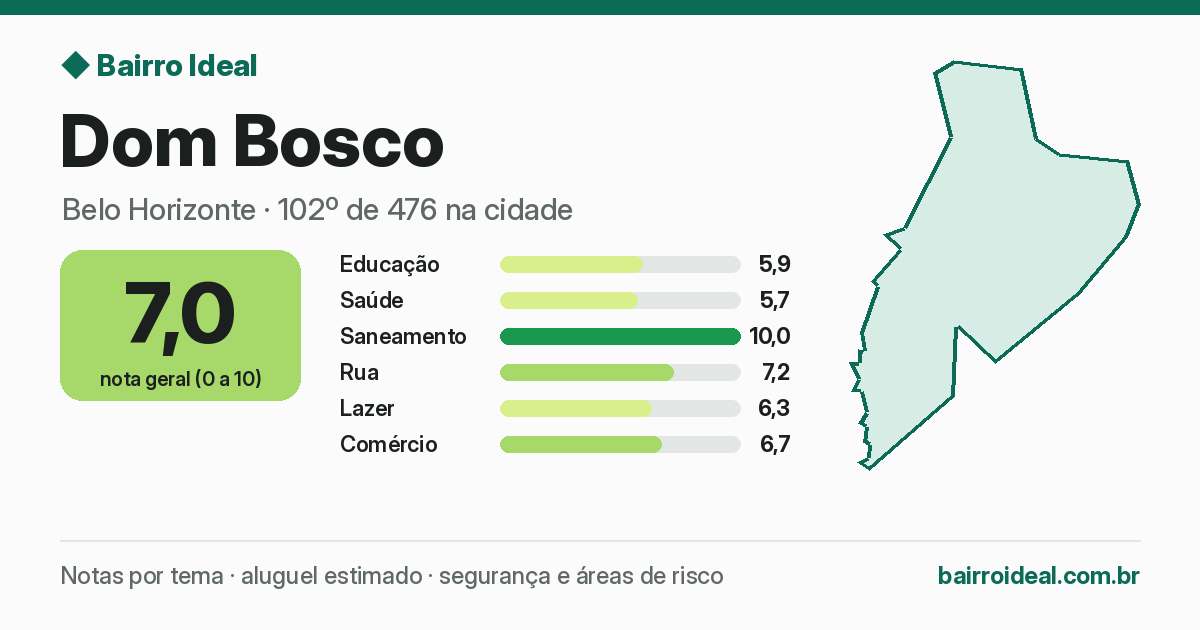 Bairro Ideal
Dom Bosco
Belo Horizonte · 102º de 476 na cidade
7,0
nota geral (0 a 10)
Educação 5,9
Saúde 5,7
Saneamento 10,0
Rua 7,2
Lazer 6,3
Comércio 6,7
Notas por tema · aluguel estimado · segurança e áreas de risco
bairroideal.com.br